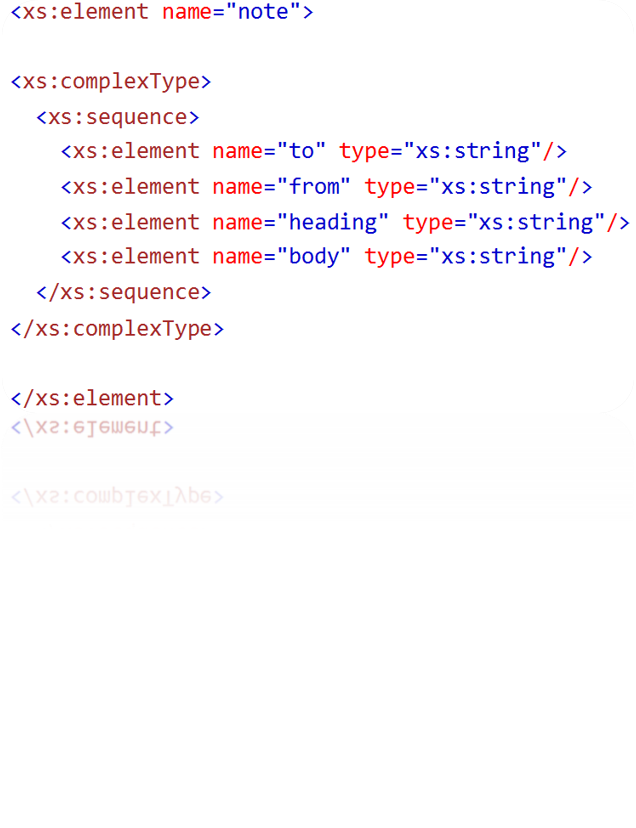 <xs:element name="note">
<xs:complexType>
<xs:sequence>
<xs:element name="to" type="xs:string"/>
<xs:element name="from" type="xs:string"/>
<xs:element name="heading" type="xs:string"/>
<xs:element name="body" type="xs:string"/>
</xs:sequence>
</xs:complexType>
</xs:element>